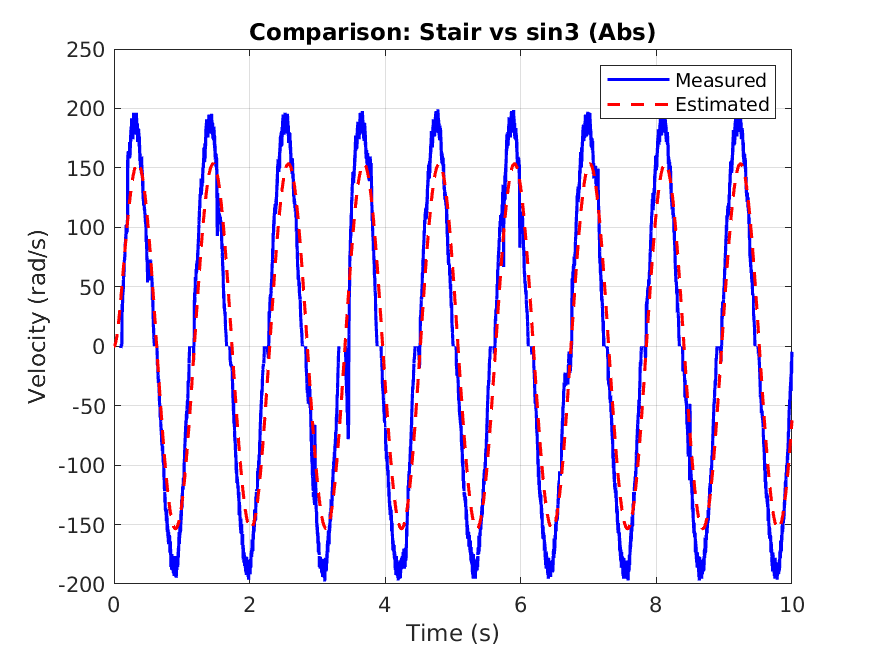 Comparison: Stair vs sin3 (Abs)
Measured
Estimated
250
200
150
100
50
0
-50
-100
-150
-200
Velocity (rad/s)
0 2 4 6 8 10
Time (s)